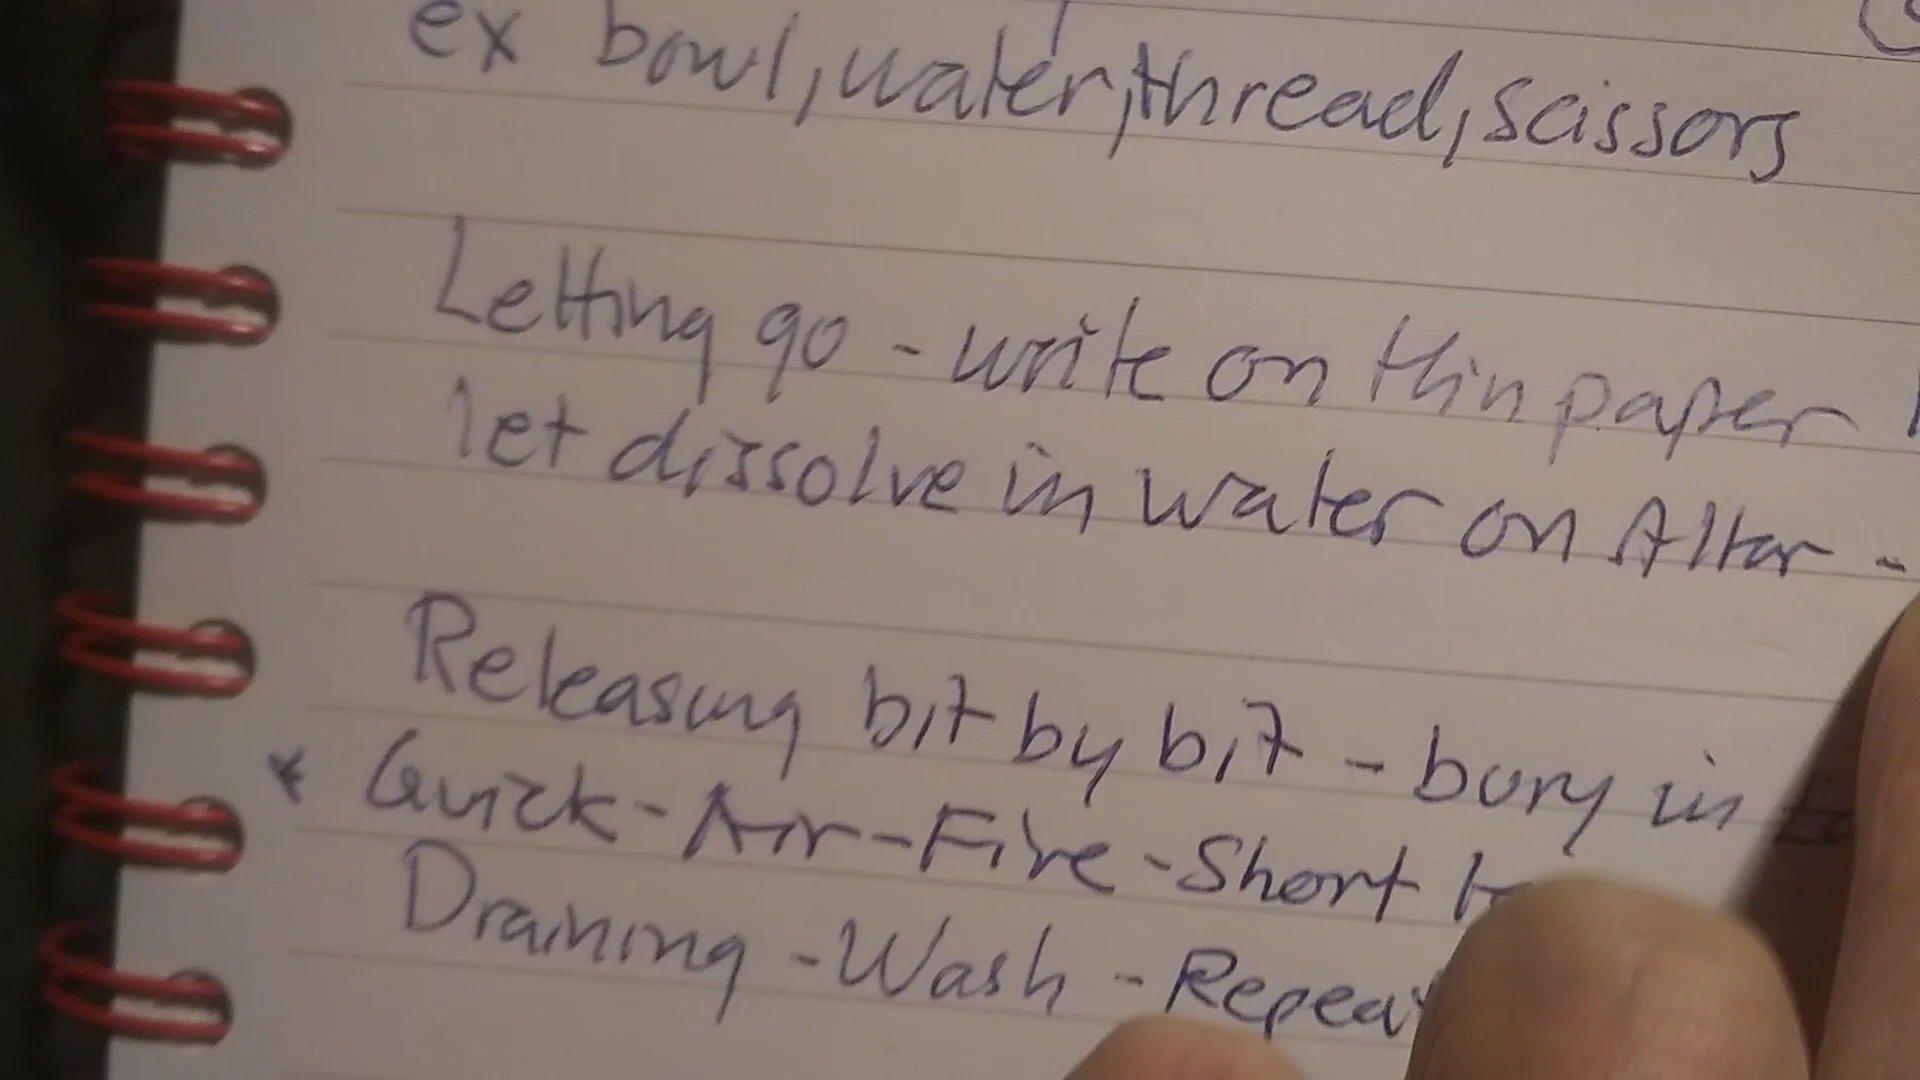 ex bowl, water, thread, scissors
Letting go - write on thin paper
let dissolve in water on Altar -
Releasing bit by bit - bury in
* Quick - Air - Fire - Short
Draining - Wash - Repeat